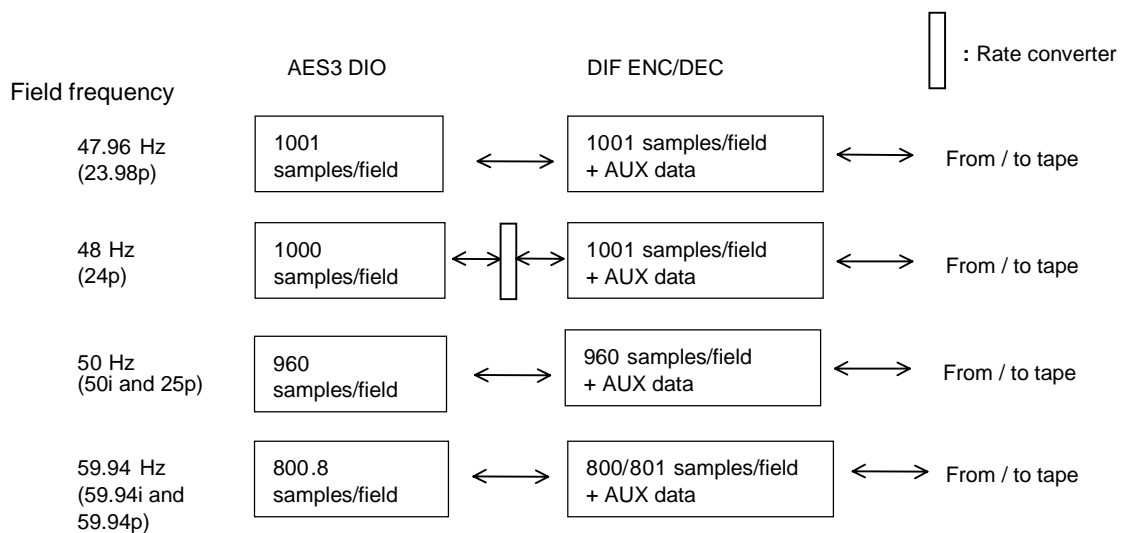 AES3 DIO
DIF ENC/DEC
: Rate converter
Field frequency
47.96 Hz
(23.98p)
1001
samples/field
1001 samples/field
+ AUX data
From / to tape
48 Hz
(24p)
1000
samples/field
1001 samples/field
+ AUX data
From / to tape
50 Hz
(50i and 25p)
960
samples/field
960 samples/field
+ AUX data
From / to tape
59.94 Hz
(59.94i and
59.94p)
800.8
samples/field
800/801 samples/field
+ AUX data
From / to tape